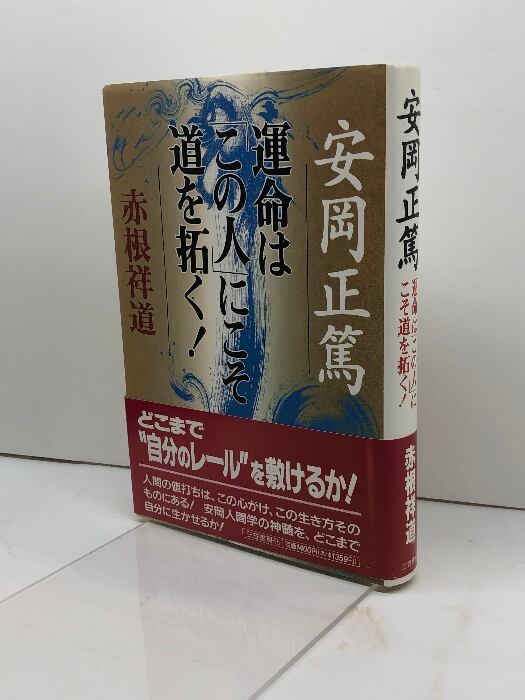 安岡正篤
運命は
「この人」にこそ
道を拓く!
赤根祥道
どこまで
"自分のレール"を敷けるか!
人間の値打ちは、この心がけ、この生き方その
ものにある! 安岡人間学の神髄を、どこまで
自分に生かせるか!
三笠書房刊
安岡正篤
運命は「この人」に
こそ道を拓く!
赤根祥道